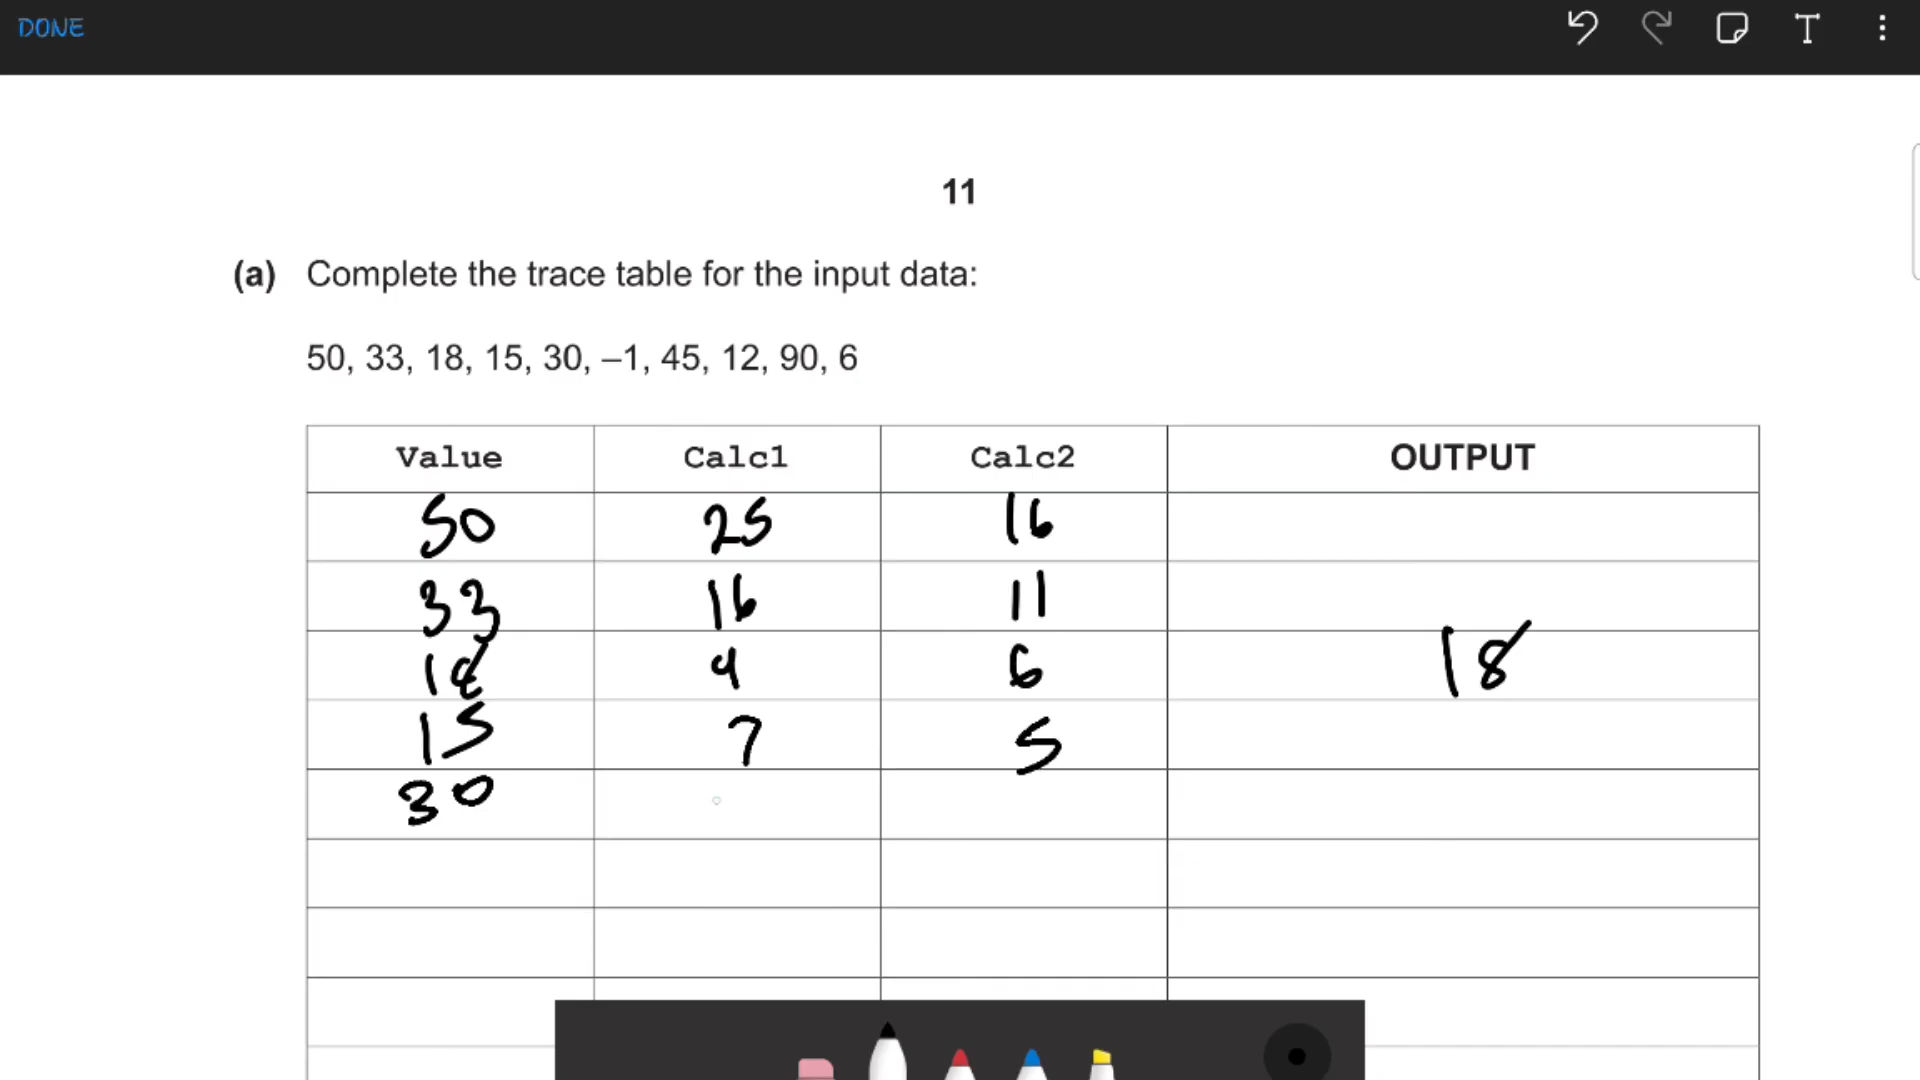 DONE
11
(a) Complete the trace table for the input data:
50, 33, 18, 15, 30, –1, 45, 12, 90, 6
Value Calc1 Calc2 OUTPUT
50 25 16
33 16 11
18 9 6 18
15 7 5
30